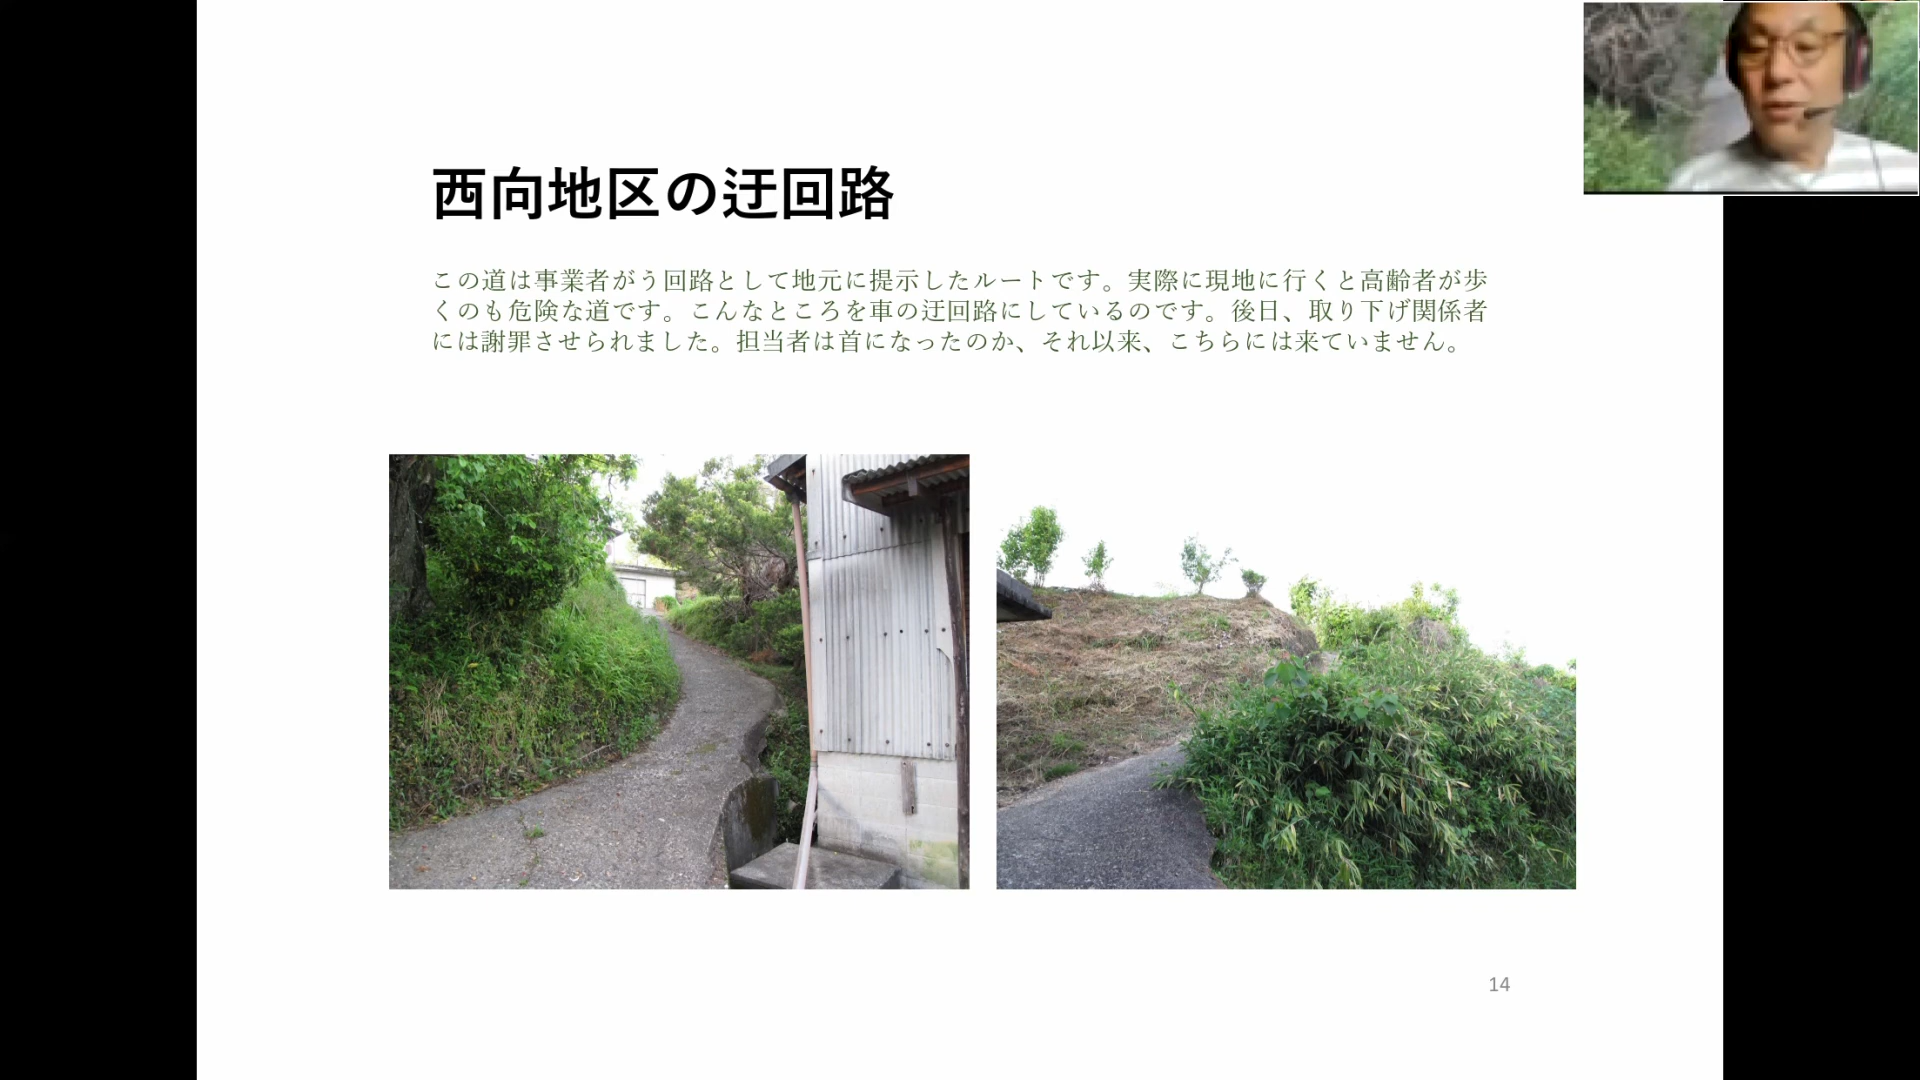 西向地区の迂回路
この道は事業者がう回路として地元に提示したルートです。実際に現地に行くと高齢者が歩
くのも危険な道です。こんなところを車の迂回路にしているのです。後日、取り下げ関係者
には謝罪させられました。担当者は首になったのか、それ以来、こちらには来ていません。
14